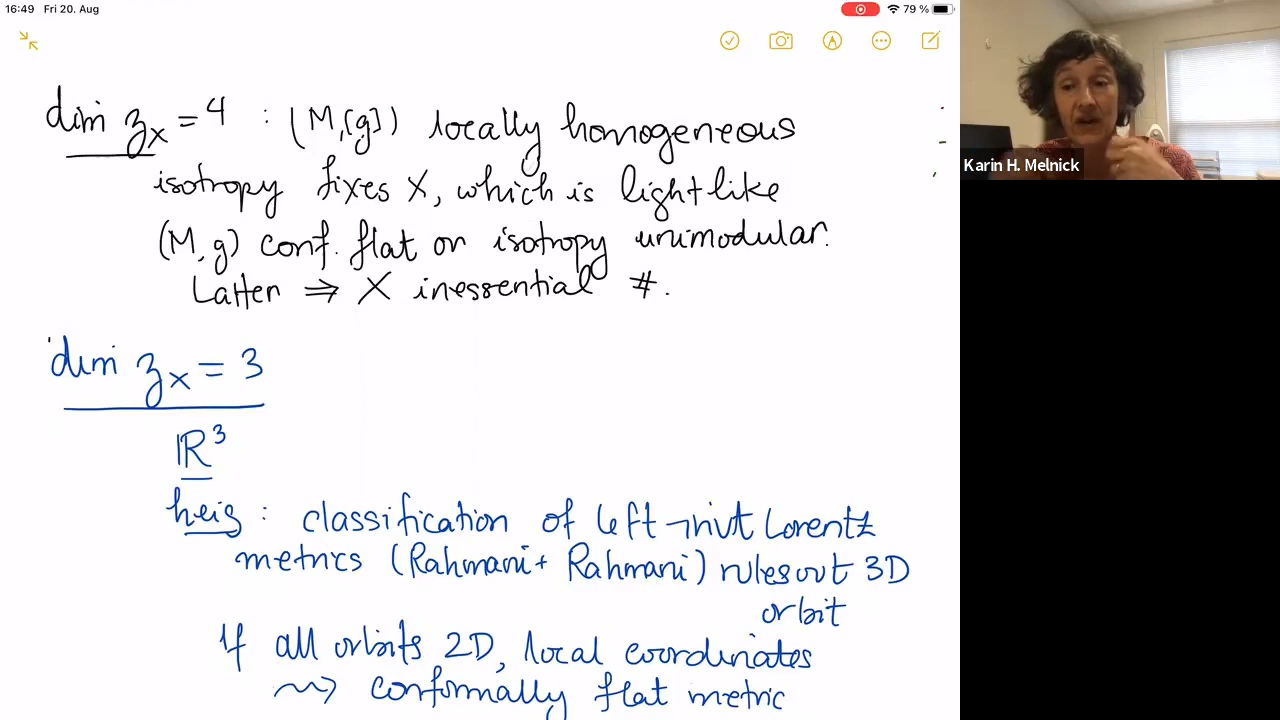 16:49 Fri 20. Aug
79 %
dim z_x = 4 : (M,[g]) locally homogeneous
isotropy fixes X, which is lightlike
(M, g) conf. flat or isotropy unimodular.
Latter ⇒ X inessential #.
dim z_x = 3
ℝ³
heis : classification of left-invt Lorentz
metrics (Rahmani + Rahmani) rules out 3D
orbit
If all orbits 2D, local coordinates
⇝ conformally flat metric
Karin H. Melnick